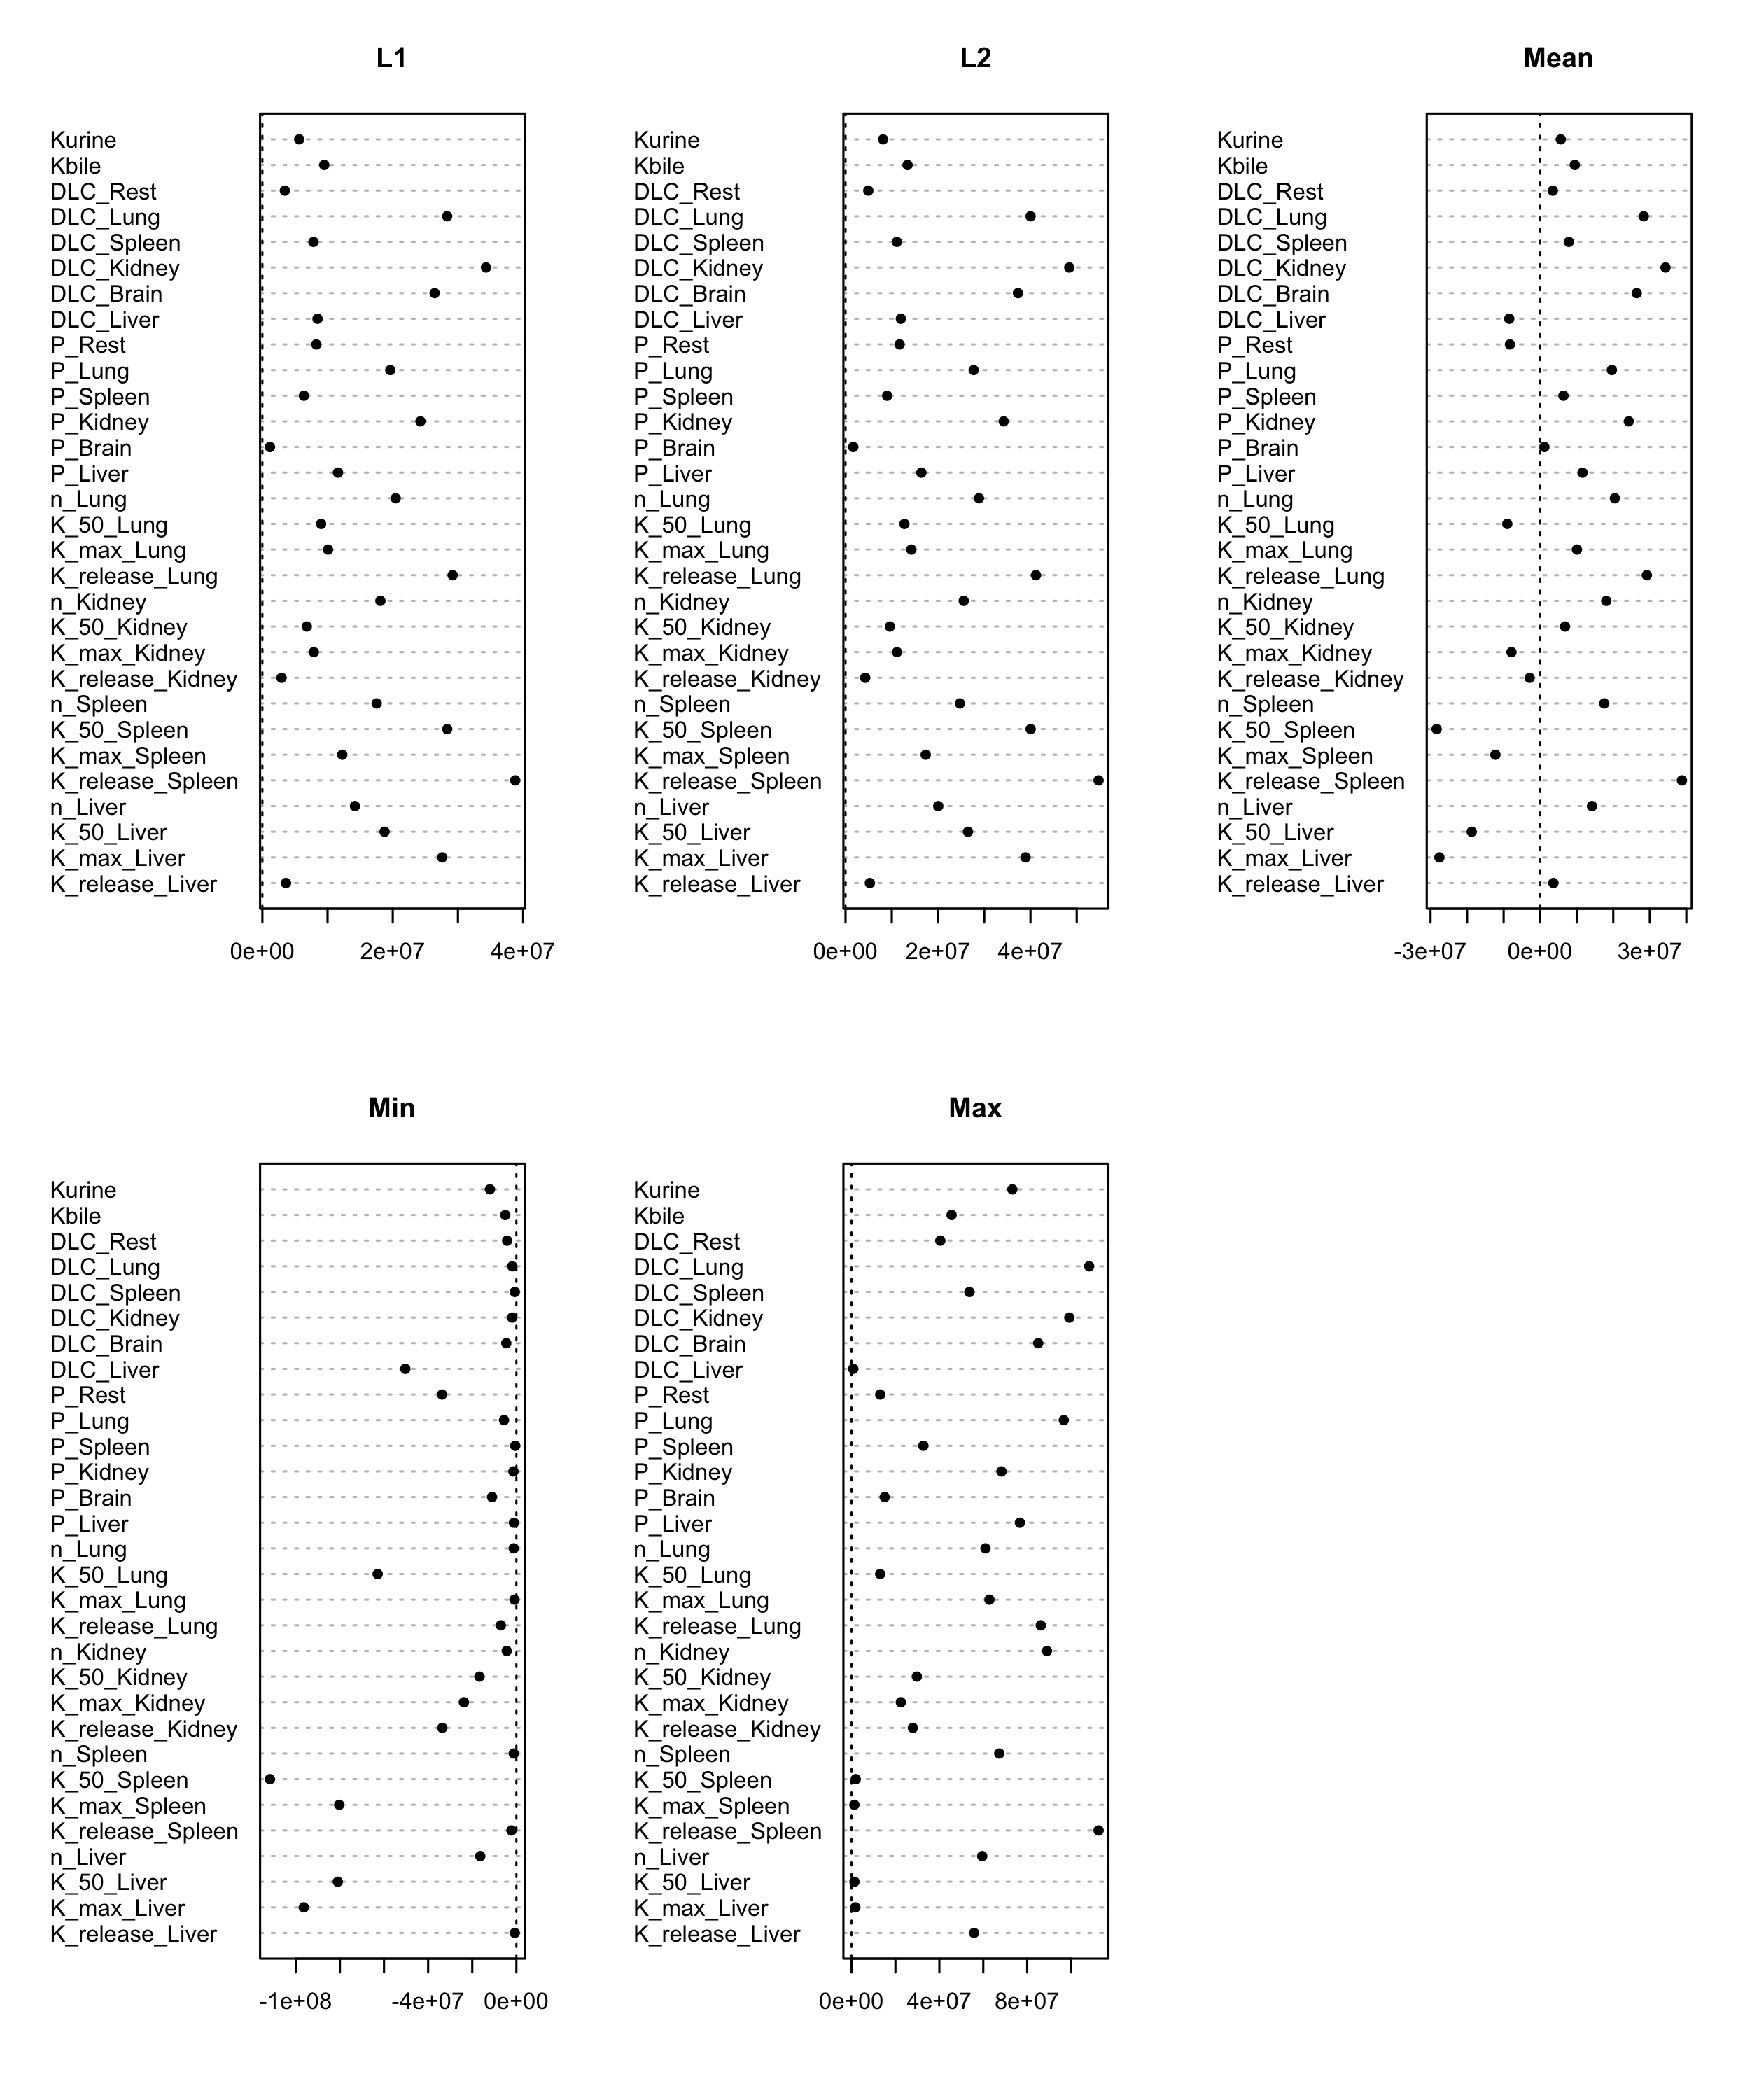 L1
Kurine
Kbile
DLC_Rest
DLC_Lung
DLC_Spleen
DLC_Kidney
DLC_Brain
DLC_Liver
P_Rest
P_Lung
P_Spleen
P_Kidney
P_Brain
P_Liver
n_Lung
K_50_Lung
K_max_Lung
K_release_Lung
n_Kidney
K_50_Kidney
K_max_Kidney
K_release_Kidney
n_Spleen
K_50_Spleen
K_max_Spleen
K_release_Spleen
n_Liver
K_50_Liver
K_max_Liver
K_release_Liver
0e+00 2e+07 4e+07
L2
Kurine
Kbile
DLC_Rest
DLC_Lung
DLC_Spleen
DLC_Kidney
DLC_Brain
DLC_Liver
P_Rest
P_Lung
P_Spleen
P_Kidney
P_Brain
P_Liver
n_Lung
K_50_Lung
K_max_Lung
K_release_Lung
n_Kidney
K_50_Kidney
K_max_Kidney
K_release_Kidney
n_Spleen
K_50_Spleen
K_max_Spleen
K_release_Spleen
n_Liver
K_50_Liver
K_max_Liver
K_release_Liver
0e+00 2e+07 4e+07
Mean
Kurine
Kbile
DLC_Rest
DLC_Lung
DLC_Spleen
DLC_Kidney
DLC_Brain
DLC_Liver
P_Rest
P_Lung
P_Spleen
P_Kidney
P_Brain
P_Liver
n_Lung
K_50_Lung
K_max_Lung
K_release_Lung
n_Kidney
K_50_Kidney
K_max_Kidney
K_release_Kidney
n_Spleen
K_50_Spleen
K_max_Spleen
K_release_Spleen
n_Liver
K_50_Liver
K_max_Liver
K_release_Liver
-3e+07 0e+00 3e+07
Min
Kurine
Kbile
DLC_Rest
DLC_Lung
DLC_Spleen
DLC_Kidney
DLC_Brain
DLC_Liver
P_Rest
P_Lung
P_Spleen
P_Kidney
P_Brain
P_Liver
n_Lung
K_50_Lung
K_max_Lung
K_release_Lung
n_Kidney
K_50_Kidney
K_max_Kidney
K_release_Kidney
n_Spleen
K_50_Spleen
K_max_Spleen
K_release_Spleen
n_Liver
K_50_Liver
K_max_Liver
K_release_Liver
-1e+08 -4e+07 0e+00
Max
Kurine
Kbile
DLC_Rest
DLC_Lung
DLC_Spleen
DLC_Kidney
DLC_Brain
DLC_Liver
P_Rest
P_Lung
P_Spleen
P_Kidney
P_Brain
P_Liver
n_Lung
K_50_Lung
K_max_Lung
K_release_Lung
n_Kidney
K_50_Kidney
K_max_Kidney
K_release_Kidney
n_Spleen
K_50_Spleen
K_max_Spleen
K_release_Spleen
n_Liver
K_50_Liver
K_max_Liver
K_release_Liver
0e+00 4e+07 8e+07